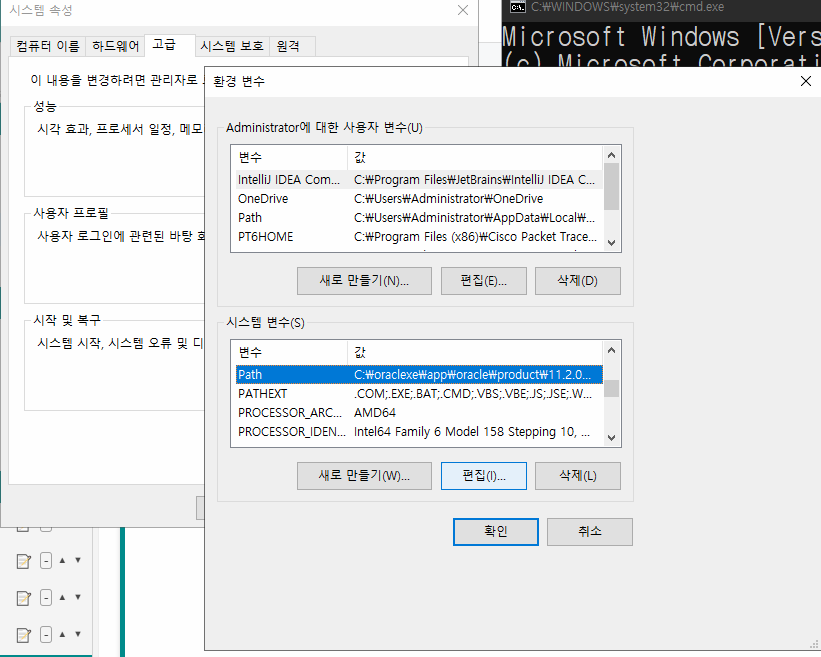 시스템 속성
C:₩WINDOWS₩system32₩cmd.exe
Microsoft Windows [Vers
(c) Microsoft Corporati
컴퓨터 이름 하드웨어 고급 시스템 보호 원격
이 내용을 변경하려면 관리자로
성능
시각 효과, 프로세서 일정, 메모
사용자 프로필
사용자 로그인에 관련된 바탕 화
시작 및 복구
시스템 시작, 시스템 오류 및 디
환경 변수
Administrator에 대한 사용자 변수(U)
변수 값
IntelliJ IDEA Com... C:₩Program Files₩JetBrains₩IntelliJ IDEA C...
OneDrive C:₩Users₩Administrator₩OneDrive
Path C:₩Users₩Administrator₩AppData₩Local₩...
PT6HOME C:₩Program Files (x86)₩Cisco Packet Trace...
새로 만들기(N)... 편집(E)... 삭제(D)
시스템 변수(S)
변수 값
Path C:₩oraclexe₩app₩oracle₩product₩11.2.0...
PATHEXT .COM;.EXE;.BAT;.CMD;.VBS;.VBE;.JS;.JSE;.W...
PROCESSOR_ARC... AMD64
PROCESSOR_IDEN... Intel64 Family 6 Model 158 Stepping 10, ...
새로 만들기(W)... 편집(I)... 삭제(L)
확인 취소